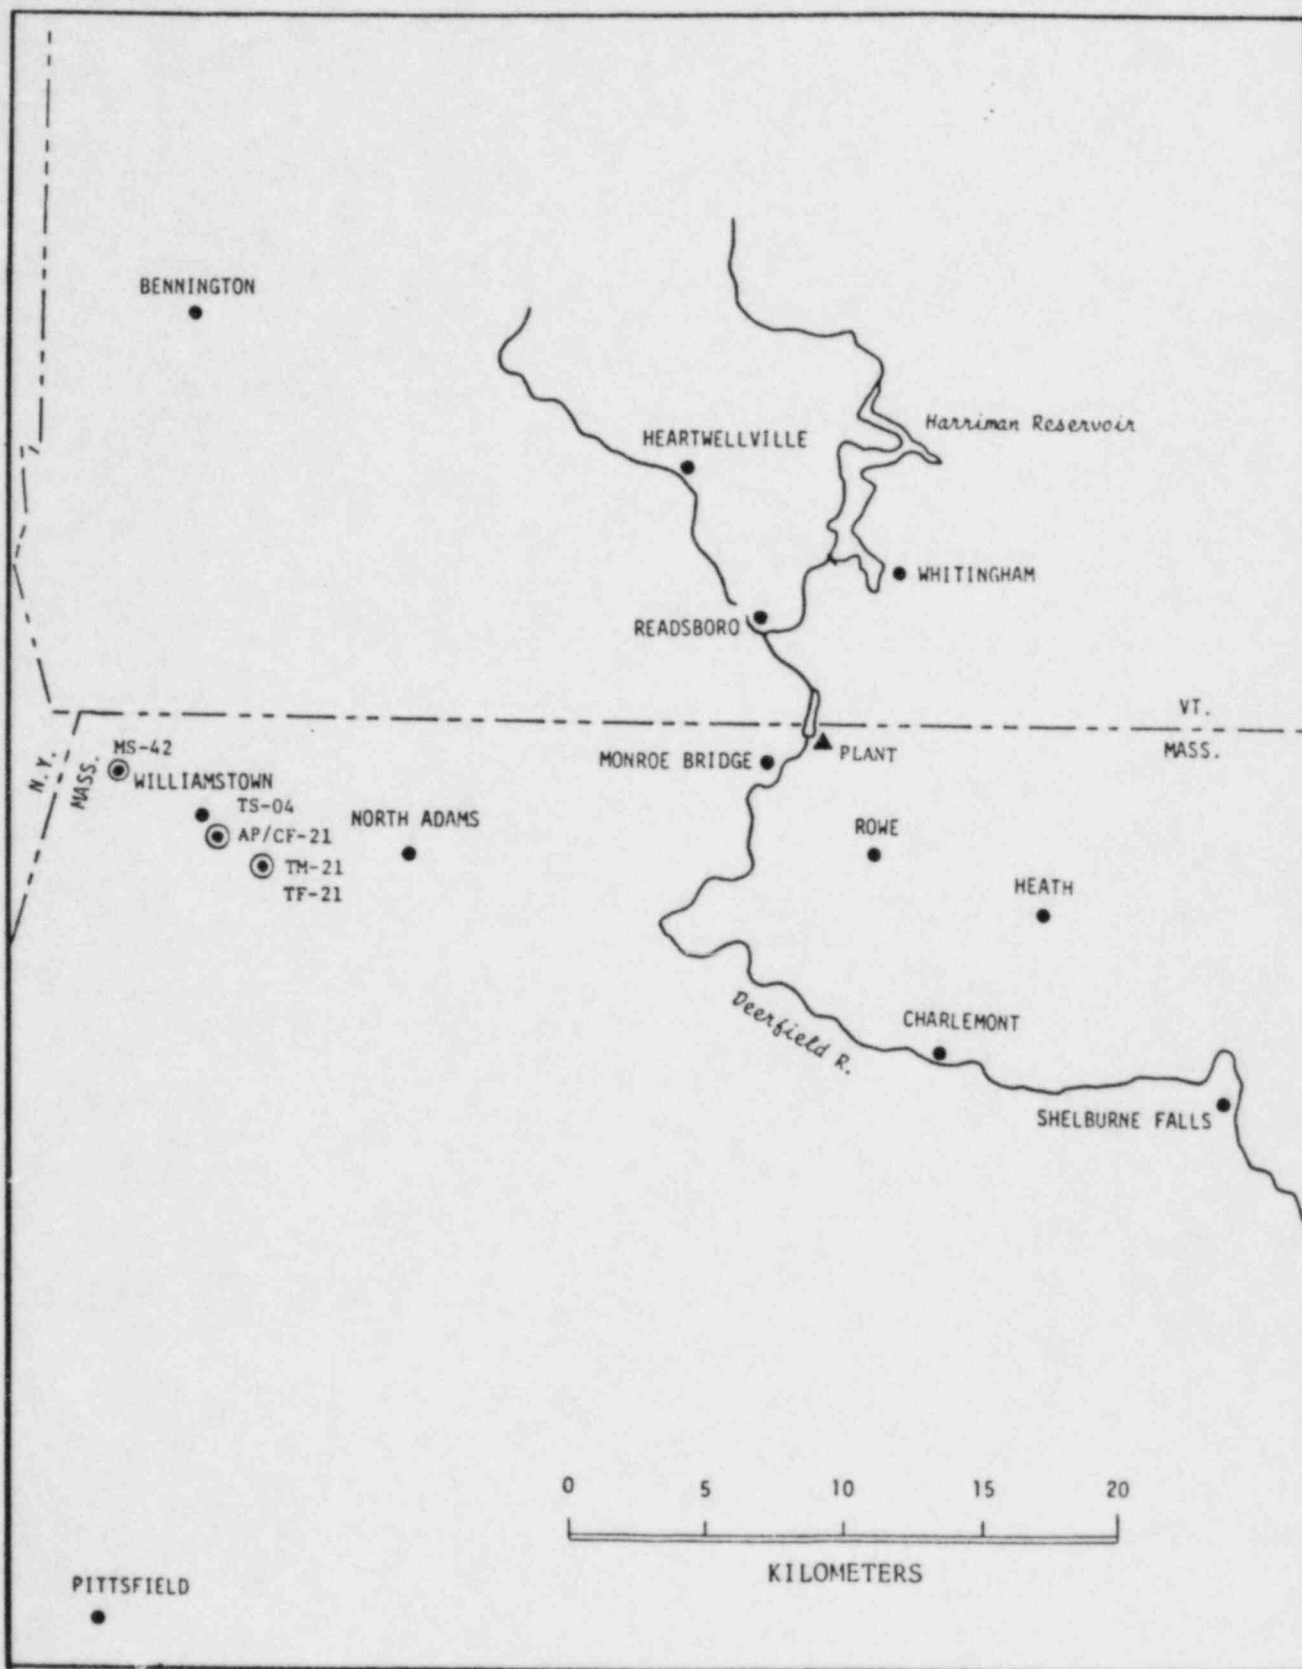 BENNINGTON
Harriman Reservoir
HEARTWELLVILLE
WHITINGHAM
READSBORO
VT.
MASS.
N.Y.
MASS.
MS-42
WILLIAMSTOWN
TS-04
AP/CF-21
TM-21
TF-21
NORTH ADAMS
MONROE BRIDGE
PLANT
ROWE
HEATH
Deerfield R.
CHARLEMONT
SHELBURNE FALLS
0 5 10 15 20
KILOMETERS
PITTSFIELD